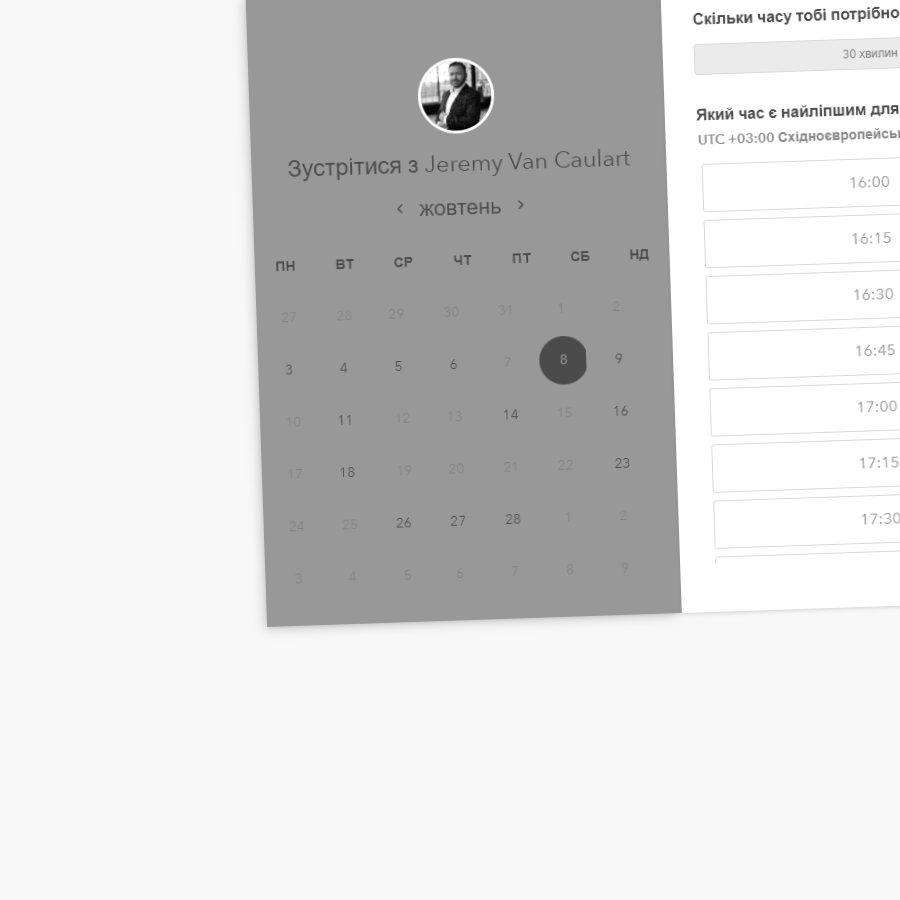 Зустрітися з Jeremy Van Caulart
< жовтень >
ПН ВТ СР ЧТ ПТ СБ НД
27 28 29 30 31 1 2
3 4 5 6 7 8 9
10 11 12 13 14 15 16
17 18 19 20 21 22 23
24 25 26 27 28 1 2
3 4 5 6 7 8 9
Скільки часу тобі потрібно
30 хвилин
Який час є найліпшим для
UTC +03:00
16:00
16:15
16:30
16:45
17:00
17:15
17:30